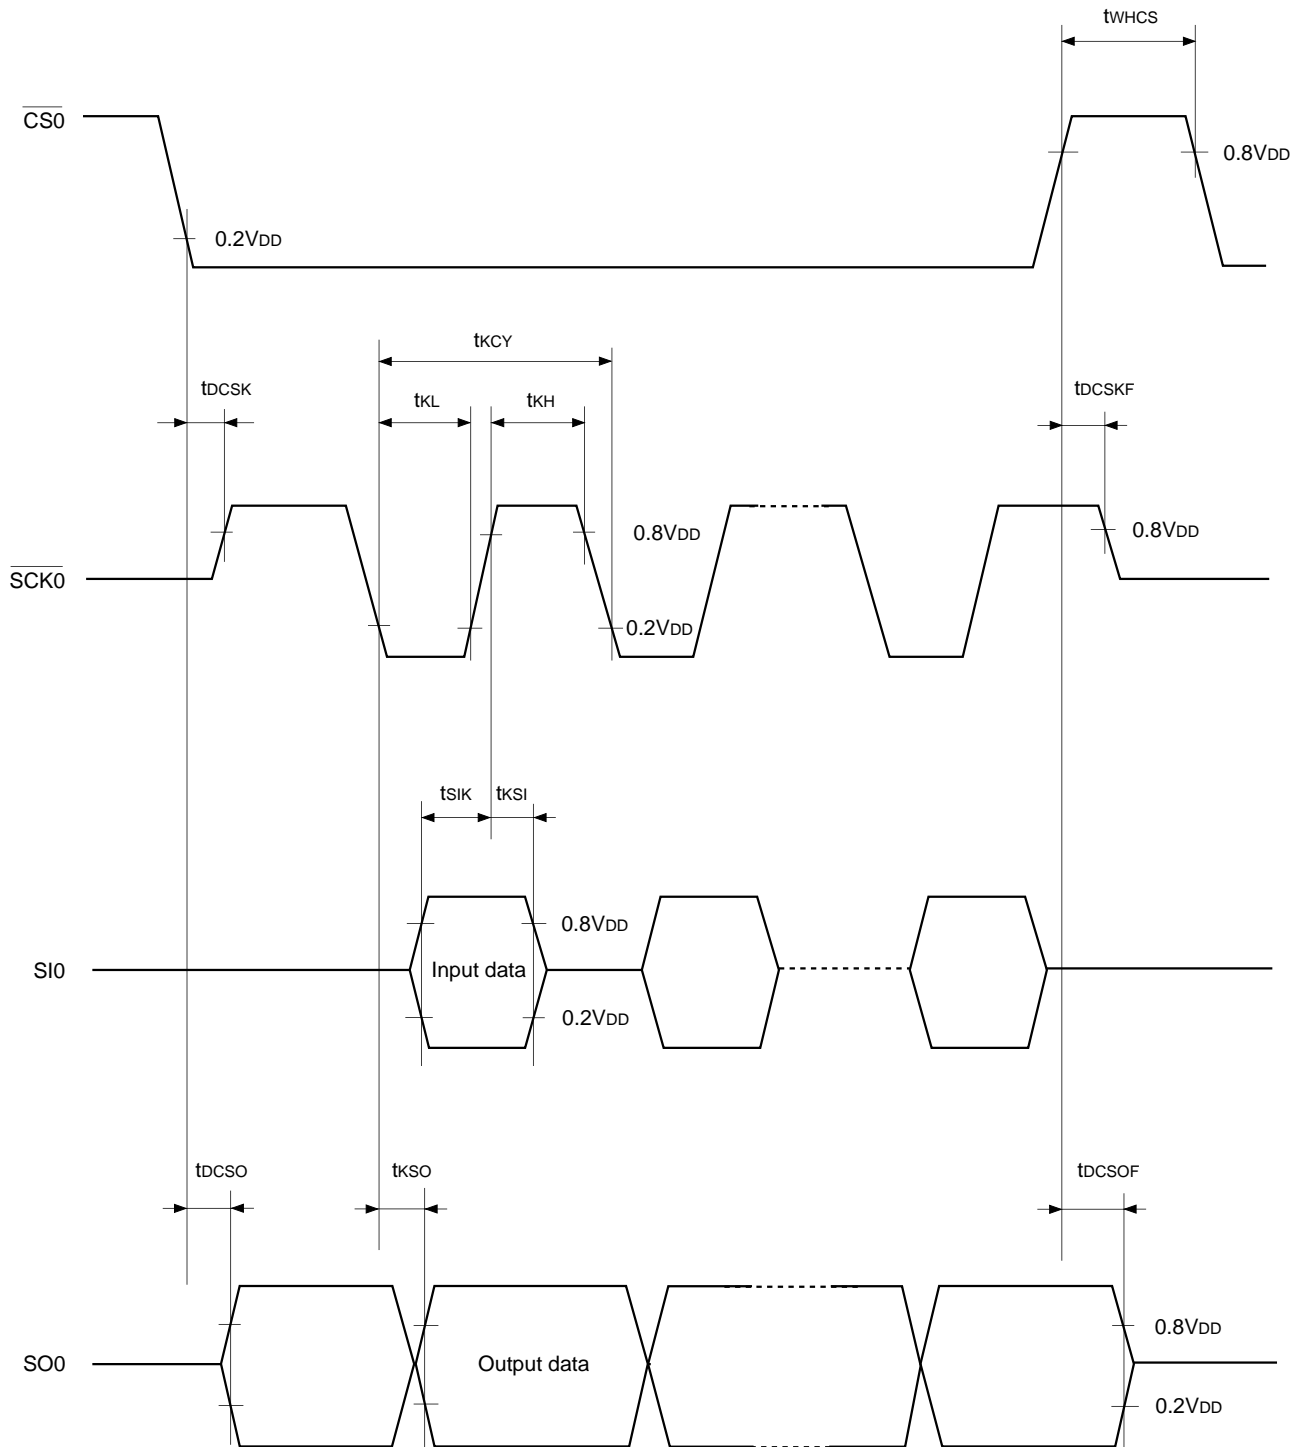 tWHCS
CS0
0.8VDD
0.2VDD
tKCY
tDCSK
tKL
tKH
tDCSKF
0.8VDD
0.8VDD
SCK0
0.2VDD
tSIK
tKSI
0.8VDD
SI0
Input data
0.2VDD
tDCSO
tKSO
tDCSOF
0.8VDD
SO0
Output data
0.2VDD